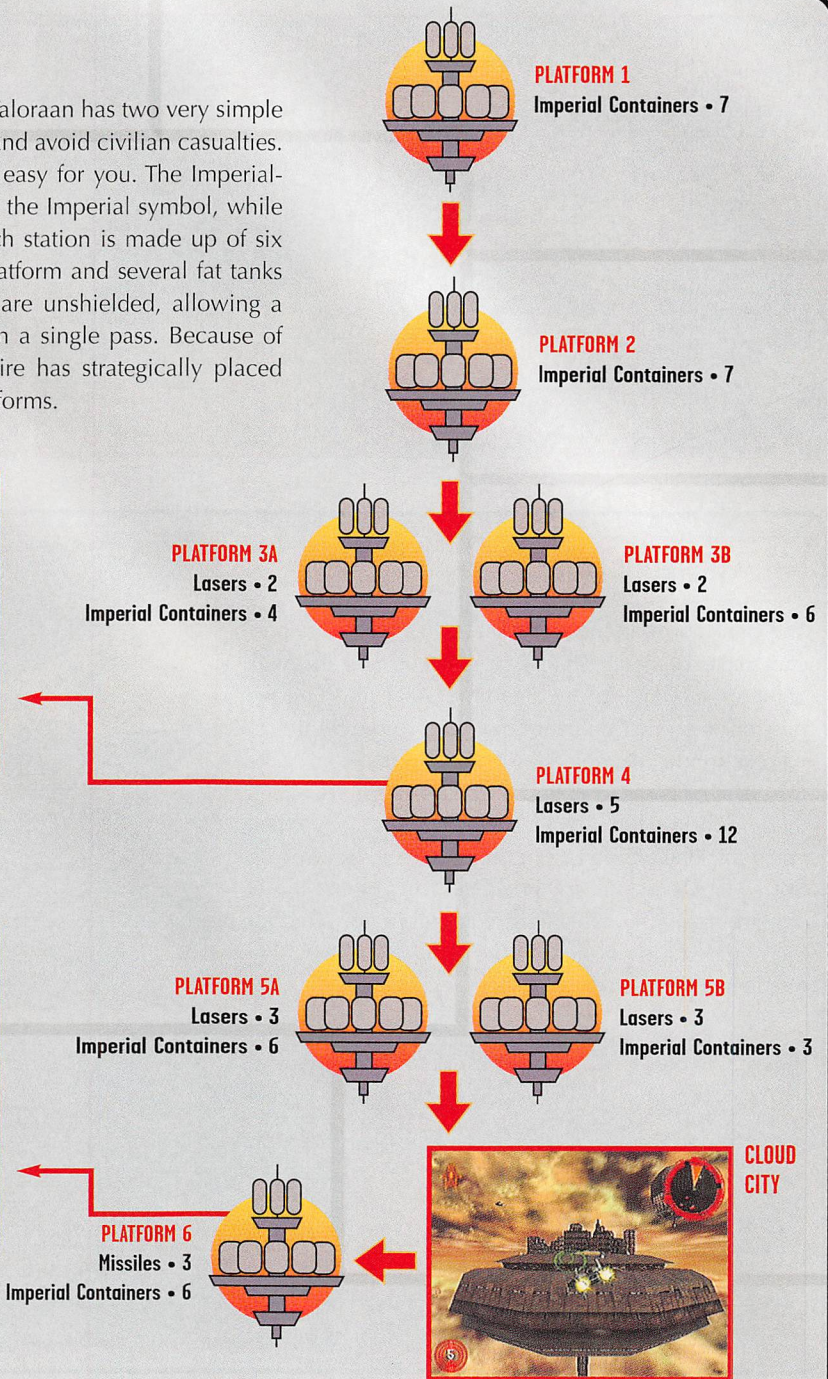 PLATFORM 1
Imperial Containers • 7
aloraan has two very simple
nd avoid civilian casualties.
easy for you. The Imperial-
the Imperial symbol, while
ch station is made up of six
atform and several fat tanks
are unshielded, allowing a
n a single pass. Because of
ire has strategically placed
forms.
PLATFORM 2
Imperial Containers • 7
PLATFORM 3A
Lasers • 2
Imperial Containers • 4
PLATFORM 3B
Lasers • 2
Imperial Containers • 6
PLATFORM 4
Lasers • 5
Imperial Containers • 12
PLATFORM 5A
Lasers • 3
Imperial Containers • 6
PLATFORM 5B
Lasers • 3
Imperial Containers • 3
CLOUD
CITY
5
PLATFORM 6
Missiles • 3
Imperial Containers • 6